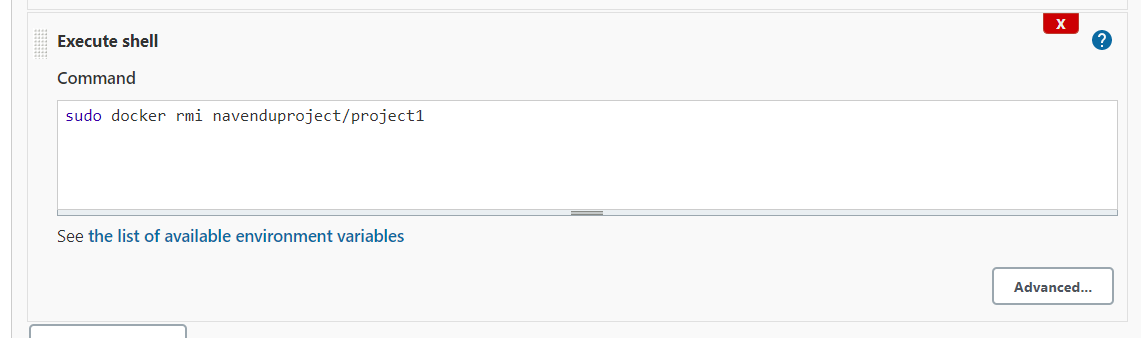 X
Execute shell
?
Command
sudo docker rmi navenduproject/project1
See the list of available environment variables
Advanced...